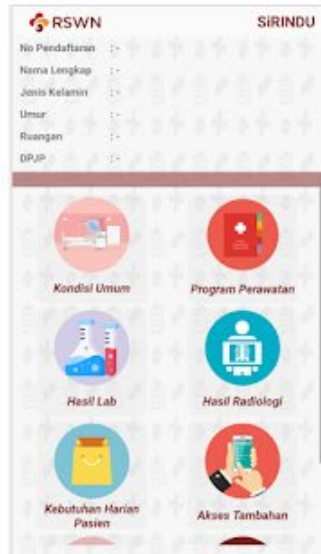 RSWN
SiRINDU
No Pendaftaran :-
Nama Lengkap :-
Jenis Kelamin :-
Umur :-
Ruangan :-
DPJP :-
Kondisi Umum
Program Perawatan
Hasil Lab
Hasil Radiologi
Kebutuhan Harian
Pasien
Akses Tambahan